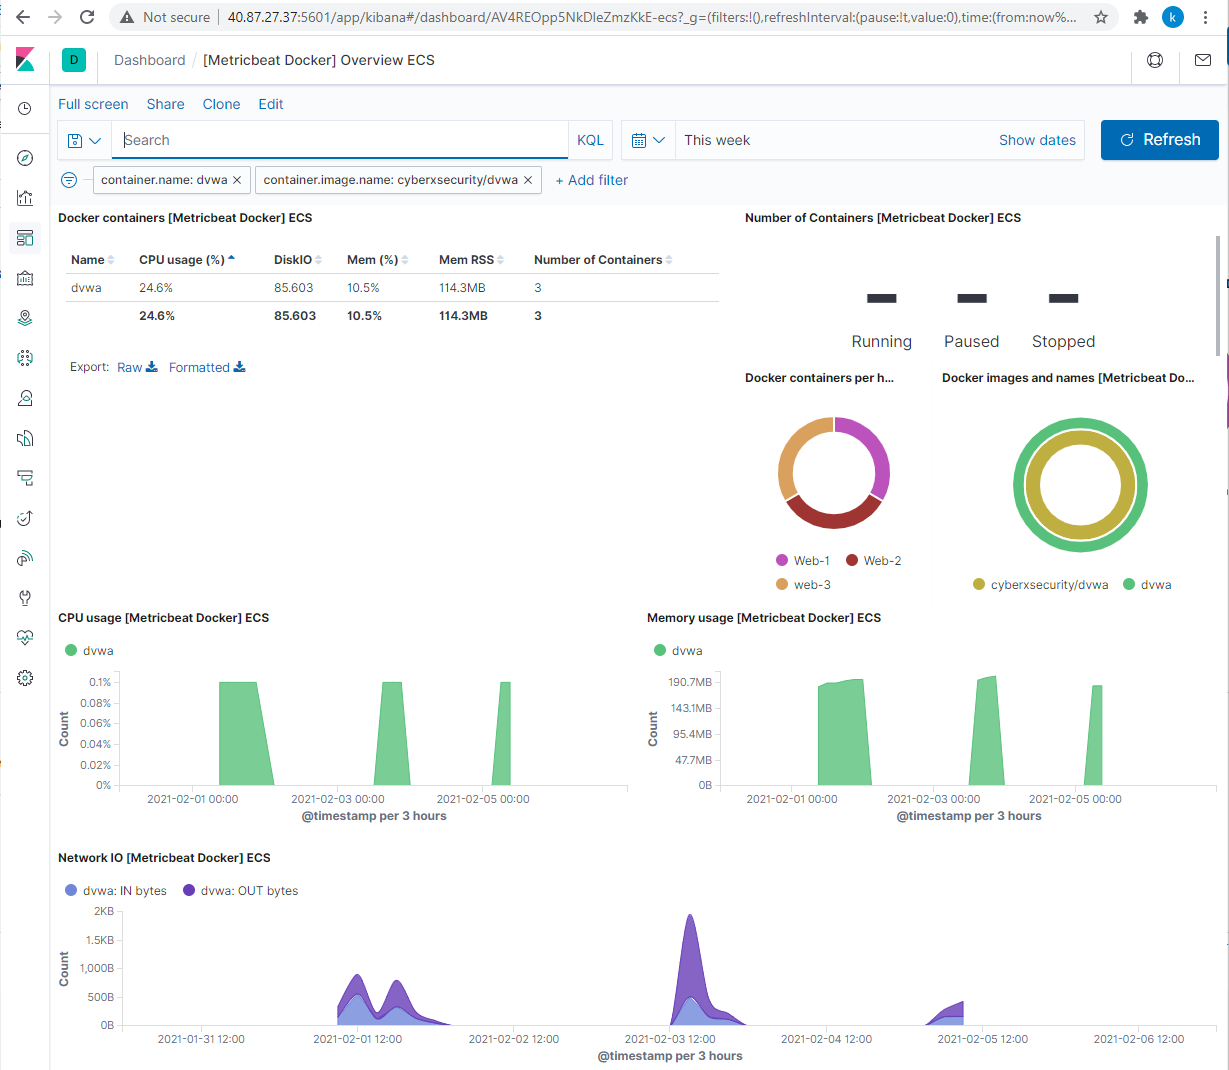 Not secure | 40.87.27.37:5601/app/kibana#/dashboard/AV4REOpp5NkDleZmzKkE-ecs?_g=(filters:!(),refreshInterval:(pause:!t,value:0),time:(from:now%... k
D Dashboard / [Metricbeat Docker] Overview ECS
Full screen Share Clone Edit
Search KQL This week Show dates Refresh
container.name: dvwa × container.image.name: cyberxsecurity/dvwa × + Add filter
Docker containers [Metricbeat Docker] ECS
Name CPU usage (%) DiskIO Mem (%) Mem RSS Number of Containers
dvwa 24.6% 85.603 10.5% 114.3MB 3
24.6% 85.603 10.5% 114.3MB 3
Export: Raw Formatted
Number of Containers [Metricbeat Docker] ECS
- - -
Running Paused Stopped
Docker containers per h...
Web-1 Web-2
web-3
Docker images and names [Metricbeat Do...
cyberxsecurity/dvwa dvwa
CPU usage [Metricbeat Docker] ECS
dvwa
0.1%
0.08%
0.06%
0.04%
0.02%
0%
Count
2021-02-01 00:00 2021-02-03 00:00 2021-02-05 00:00
@timestamp per 3 hours
Memory usage [Metricbeat Docker] ECS
dvwa
190.7MB
143.1MB
95.4MB
47.7MB
0B
Count
2021-02-01 00:00 2021-02-03 00:00 2021-02-05 00:00
@timestamp per 3 hours
Network IO [Metricbeat Docker] ECS
dvwa: IN bytes dvwa: OUT bytes
2KB
1.5KB
1,000B
500B
0B
Count
2021-01-31 12:00 2021-02-01 12:00 2021-02-02 12:00 2021-02-03 12:00 2021-02-04 12:00 2021-02-05 12:00 2021-02-06 12:00
@timestamp per 3 hours